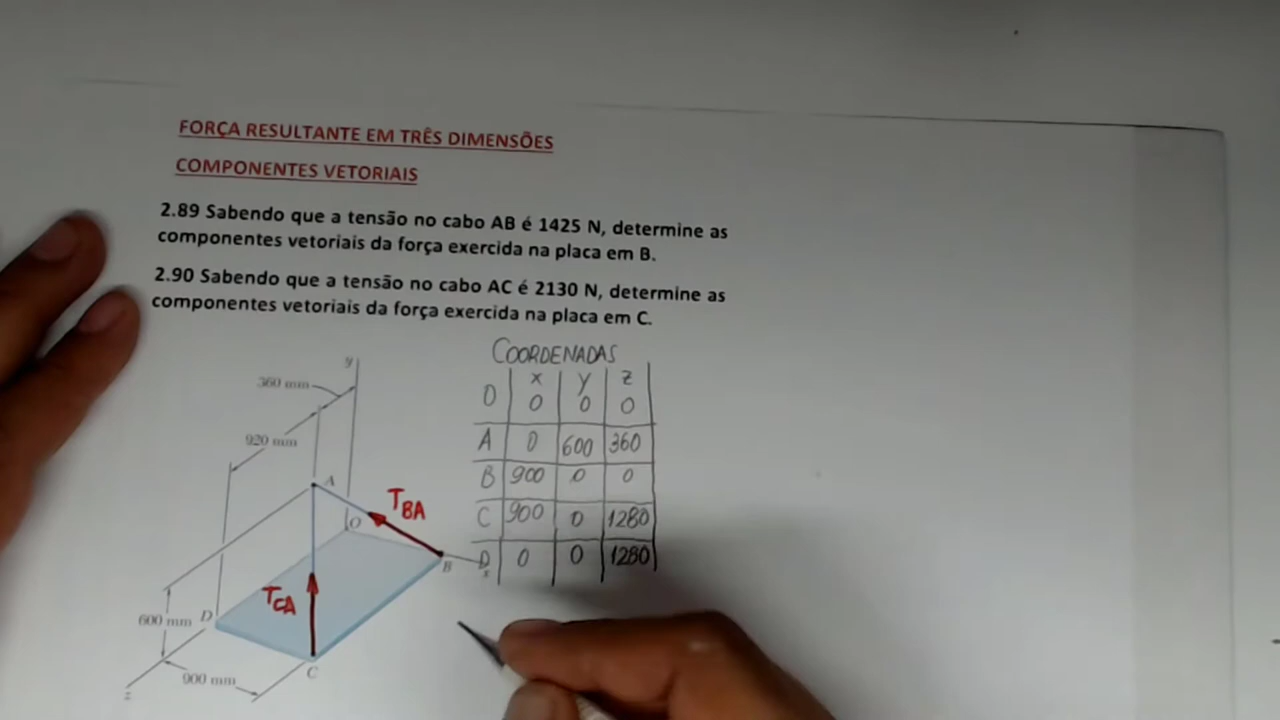 FORÇA RESULTANTE EM TRÊS DIMENSÕES
COMPONENTES VETORIAIS
2.89 Sabendo que a tensão no cabo AB é 1425 N, determine as
componentes vetoriais da força exercida na placa em B.
2.90 Sabendo que a tensão no cabo AC é 2130 N, determine as
componentes vetoriais da força exercida na placa em C.
COORDENADAS
x y z
O 0 0 0
A 0 600 360
B 900 0 0
C 900 0 1280
D 0 0 1280
y
360 mm
920 mm
A
TBA
O
B
x
TCA
600 mm
D
C
900 mm
z